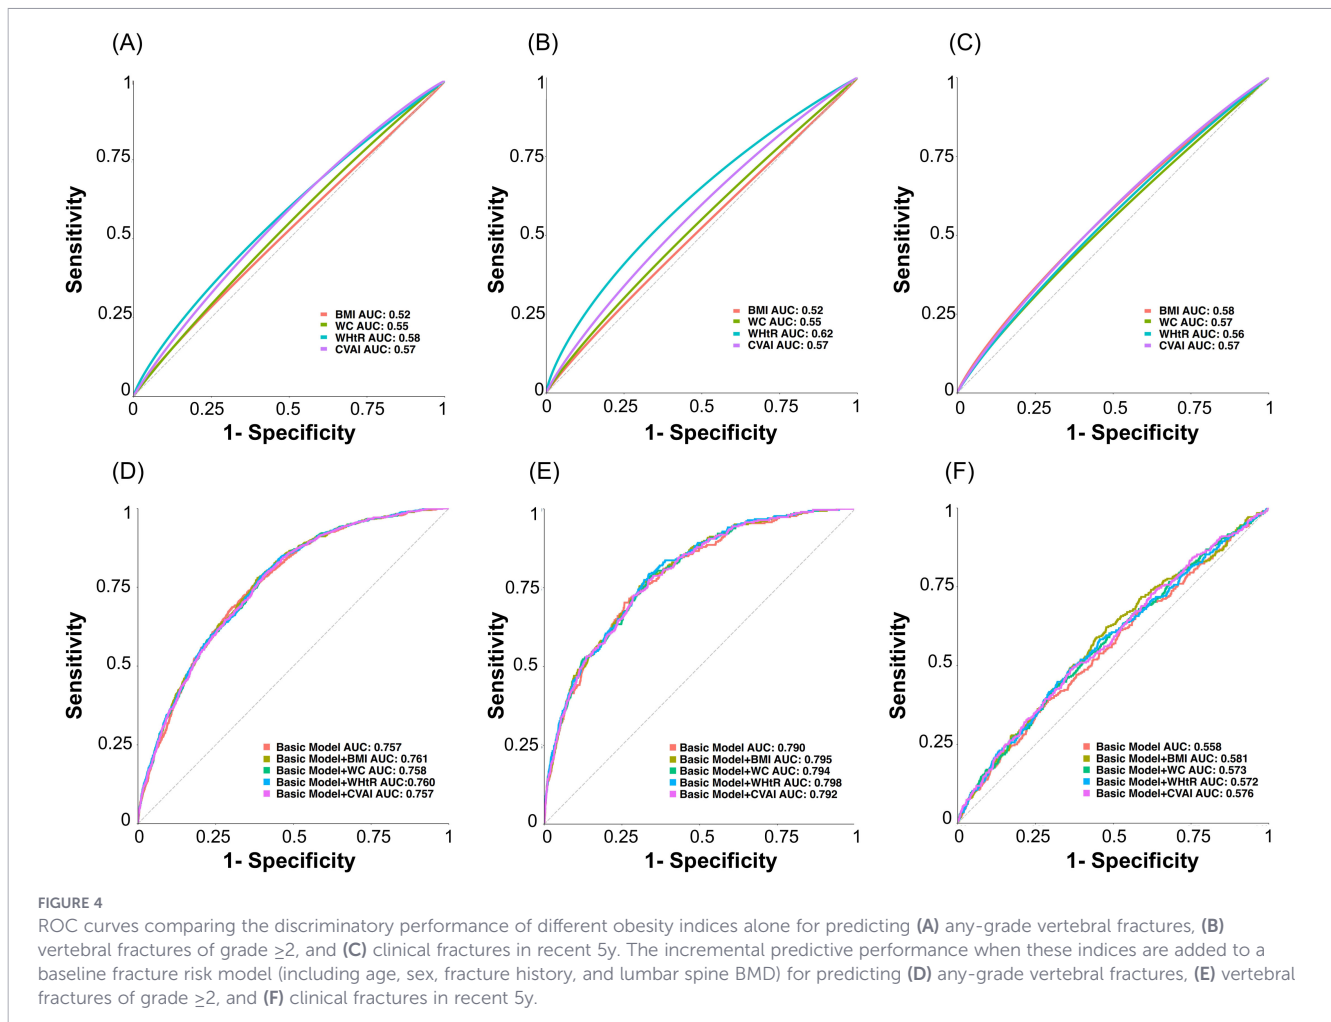 (A)
1
0.75
0.5
0.25
0
Sensitivity
BMI AUC: 0.52
WC AUC: 0.55
WHtR AUC: 0.58
CVAI AUC: 0.57
0 0.25 0.5 0.75 1
1- Specificity
(B)
1
0.75
0.5
0.25
0
Sensitivity
BMI AUC: 0.52
WC AUC: 0.55
WHtR AUC: 0.62
CVAI AUC: 0.57
0 0.25 0.5 0.75 1
1- Specificity
(C)
1
0.75
0.5
0.25
0
Sensitivity
BMI AUC: 0.58
WC AUC: 0.57
WHtR AUC: 0.56
CVAI AUC: 0.57
0 0.25 0.5 0.75 1
1- Specificity
(D)
1
0.75
0.5
0.25
0
Sensitivity
Basic Model AUC: 0.757
Basic Model+BMI AUC: 0.761
Basic Model+WC AUC: 0.758
Basic Model+WHtR AUC:0.760
Basic Model+CVAI AUC: 0.757
0 0.25 0.5 0.75 1
1- Specificity
(E)
1
0.75
0.5
0.25
0
Sensitivity
Basic Model AUC: 0.790
Basic Model+BMI AUC: 0.795
Basic Model+WC AUC: 0.794
Basic Model+WHtR AUC: 0.798
Basic Model+CVAI AUC: 0.792
0 0.25 0.5 0.75 1
1- Specificity
(F)
1
0.75
0.5
0.25
0
Sensitivity
Basic Model AUC: 0.558
Basic Model+BMI AUC: 0.581
Basic Model+WC AUC: 0.573
Basic Model+WHtR AUC: 0.572
Basic Model+CVAI AUC: 0.576
0 0.25 0.5 0.75 1
1- Specificity
FIGURE 4
ROC curves comparing the discriminatory performance of different obesity indices alone for predicting (A) any-grade vertebral fractures, (B)
vertebral fractures of grade ≥2, and (C) clinical fractures in recent 5y. The incremental predictive performance when these indices are added to a
baseline fracture risk model (including age, sex, fracture history, and lumbar spine BMD) for predicting (D) any-grade vertebral fractures, (E) vertebral
fractures of grade ≥2, and (F) clinical fractures in recent 5y.